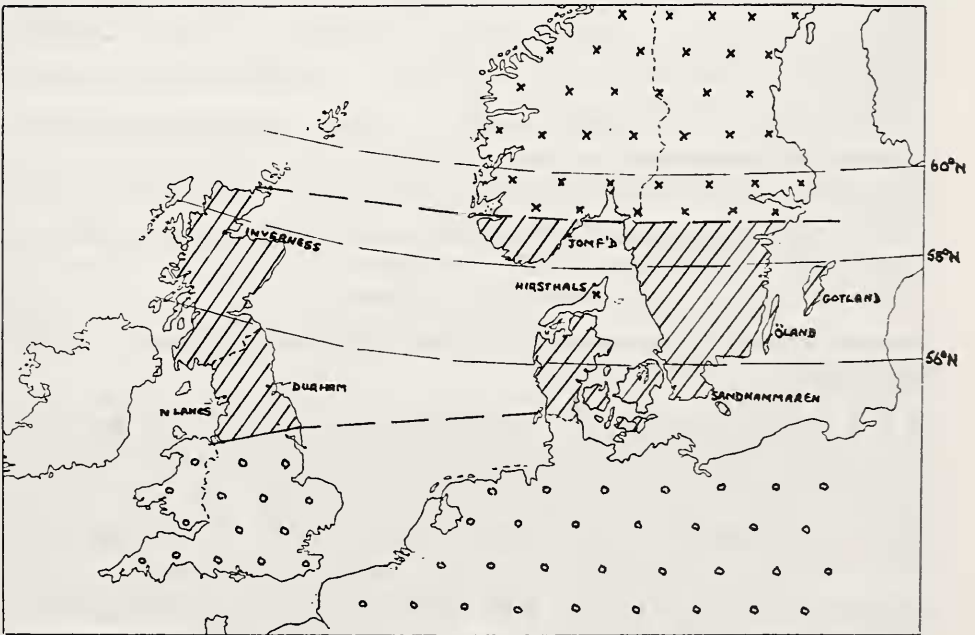 60°N
INVERNESS
JOMF'D
58°N
HIRSTHALS
GOTLAND
ÖLAND
56°N
SANDHAMMAREN
DURHAM
N LANCS